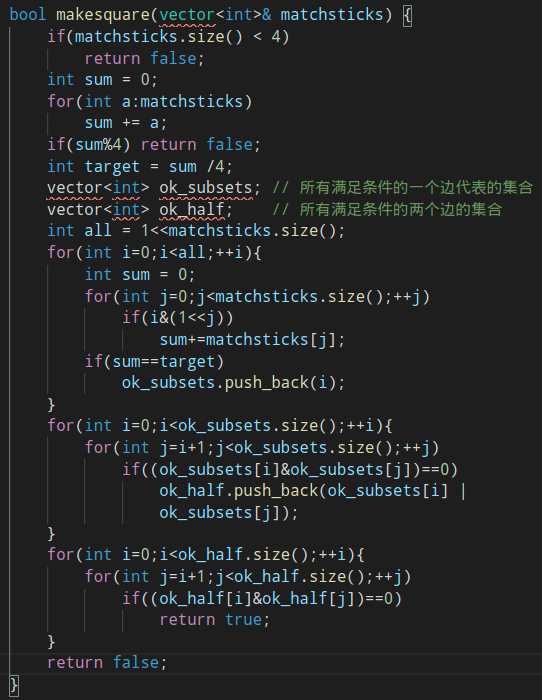 bool makesquare(vector<int>& matchsticks) {
    if(matchsticks.size() < 4)
        return false;
    int sum = 0;
    for(int a:matchsticks)
        sum += a;
    if(sum%4) return false;
    int target = sum /4;
    vector<int> ok_subsets; // 所有满足条件的一个边代表的集合
    vector<int> ok_half;    // 所有满足条件的两个边的集合
    int all = 1<<matchsticks.size();
    for(int i=0;i<all;++i){
        int sum = 0;
        for(int j=0;j<matchsticks.size();++j)
            if(i&(1<<j))
                sum+=matchsticks[j];
        if(sum==target)
            ok_subsets.push_back(i);
    }
    for(int i=0;i<ok_subsets.size();++i){
        for(int j=i+1;j<ok_subsets.size();++j)
            if((ok_subsets[i]&ok_subsets[j])==0)
                ok_half.push_back(ok_subsets[i] |
                ok_subsets[j]);
    }
    for(int i=0;i<ok_half.size();++i){
        for(int j=i+1;j<ok_half.size();++j)
            if((ok_half[i]&ok_half[j])==0)
                return true;
    }
    return false;
}